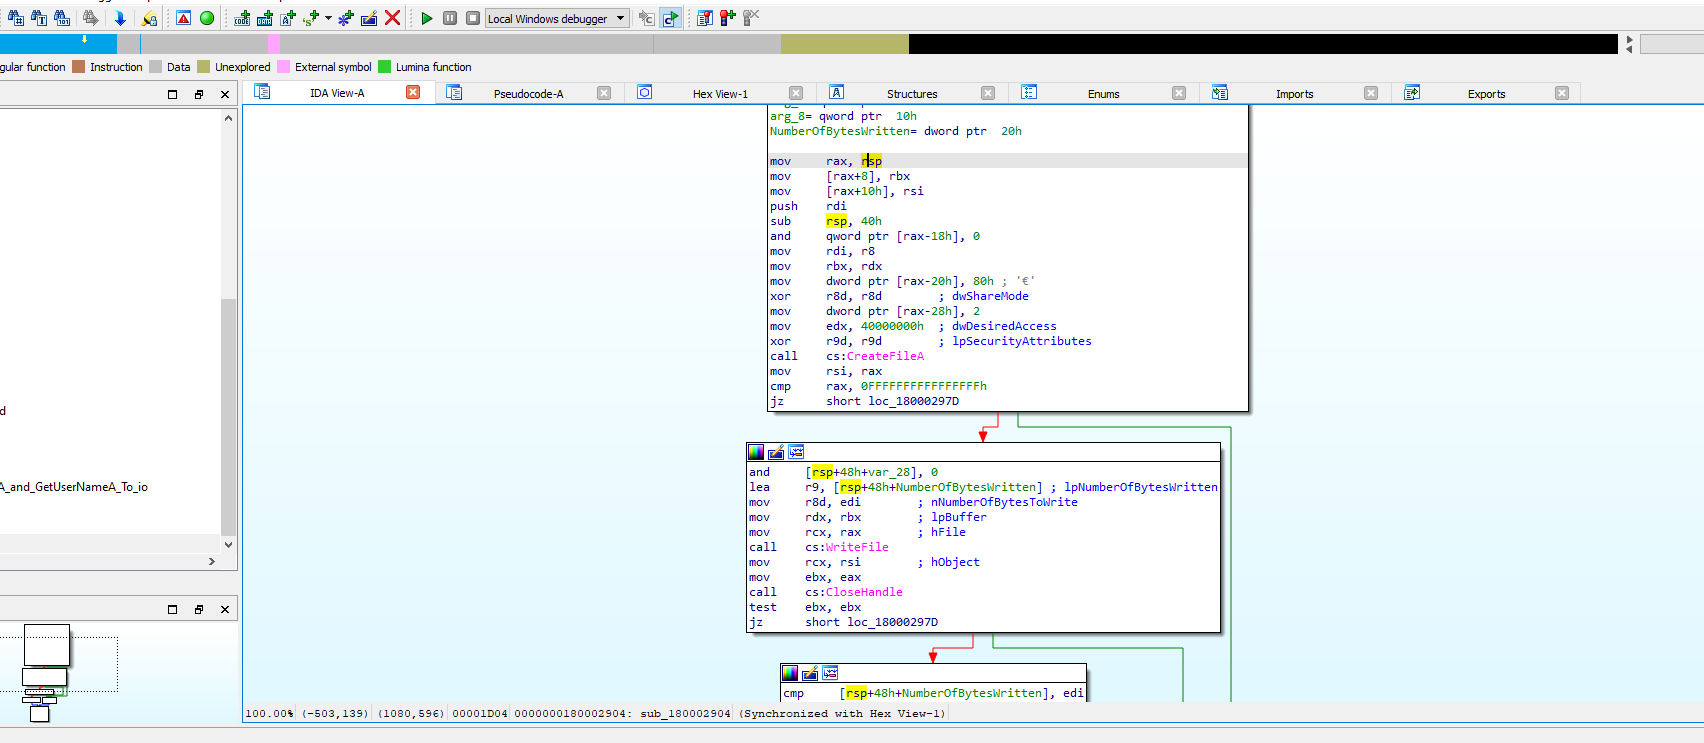 Local Windows debugger
gular function Instruction Data Unexplored External symbol Lumina function
IDA View-A Pseudocode-A Hex View-1 Structures Enums Imports Exports
arg_8= qword ptr  10h
NumberOfBytesWritten= dword ptr  20h
mov rax, rsp
mov [rax+8], rbx
mov [rax+10h], rsi
push rdi
sub rsp, 40h
and qword ptr [rax-18h], 0
mov rdi, r8
mov rbx, rdx
mov dword ptr [rax-20h], 80h ; '€'
xor r8d, r8d ; dwShareMode
mov dword ptr [rax-28h], 2
mov edx, 40000000h ; dwDesiredAccess
xor r9d, r9d ; lpSecurityAttributes
call cs:CreateFileA
mov rsi, rax
cmp rax, 0FFFFFFFFFFFFFFFFh
jz short loc_18000297D
d
A_and_GetUserNameA_To_io
and [rsp+48h+var_28], 0
lea r9, [rsp+48h+NumberOfBytesWritten] ; lpNumberOfBytesWritten
mov r8d, edi ; nNumberOfBytesToWrite
mov rdx, rbx ; lpBuffer
mov rcx, rax ; hFile
call cs:WriteFile
mov rcx, rsi ; hObject
mov ebx, eax
call cs:CloseHandle
test ebx, ebx
jz short loc_18000297D
cmp [rsp+48h+NumberOfBytesWritten], edi
100.00% (-503,139) (1080,596) 00001D04 0000000180002904: sub_180002904 (Synchronized with Hex View-1)